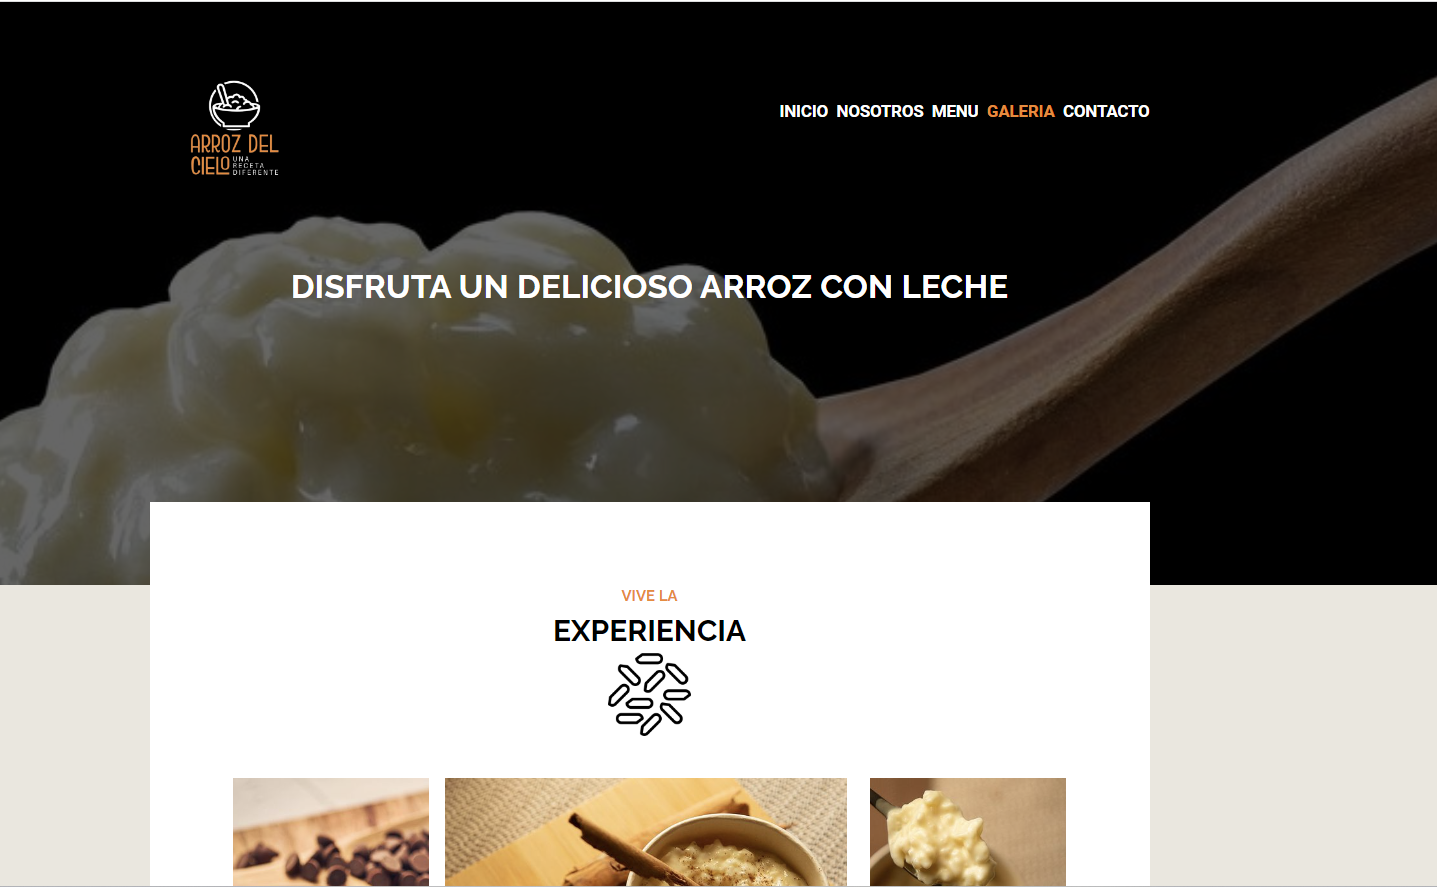 ARROZ DEL
CIELO UNA
RECETA
DIFERENTE
INICIO NOSOTROS MENU GALERIA CONTACTO
DISFRUTA UN DELICIOSO ARROZ CON LECHE
VIVE LA
EXPERIENCIA